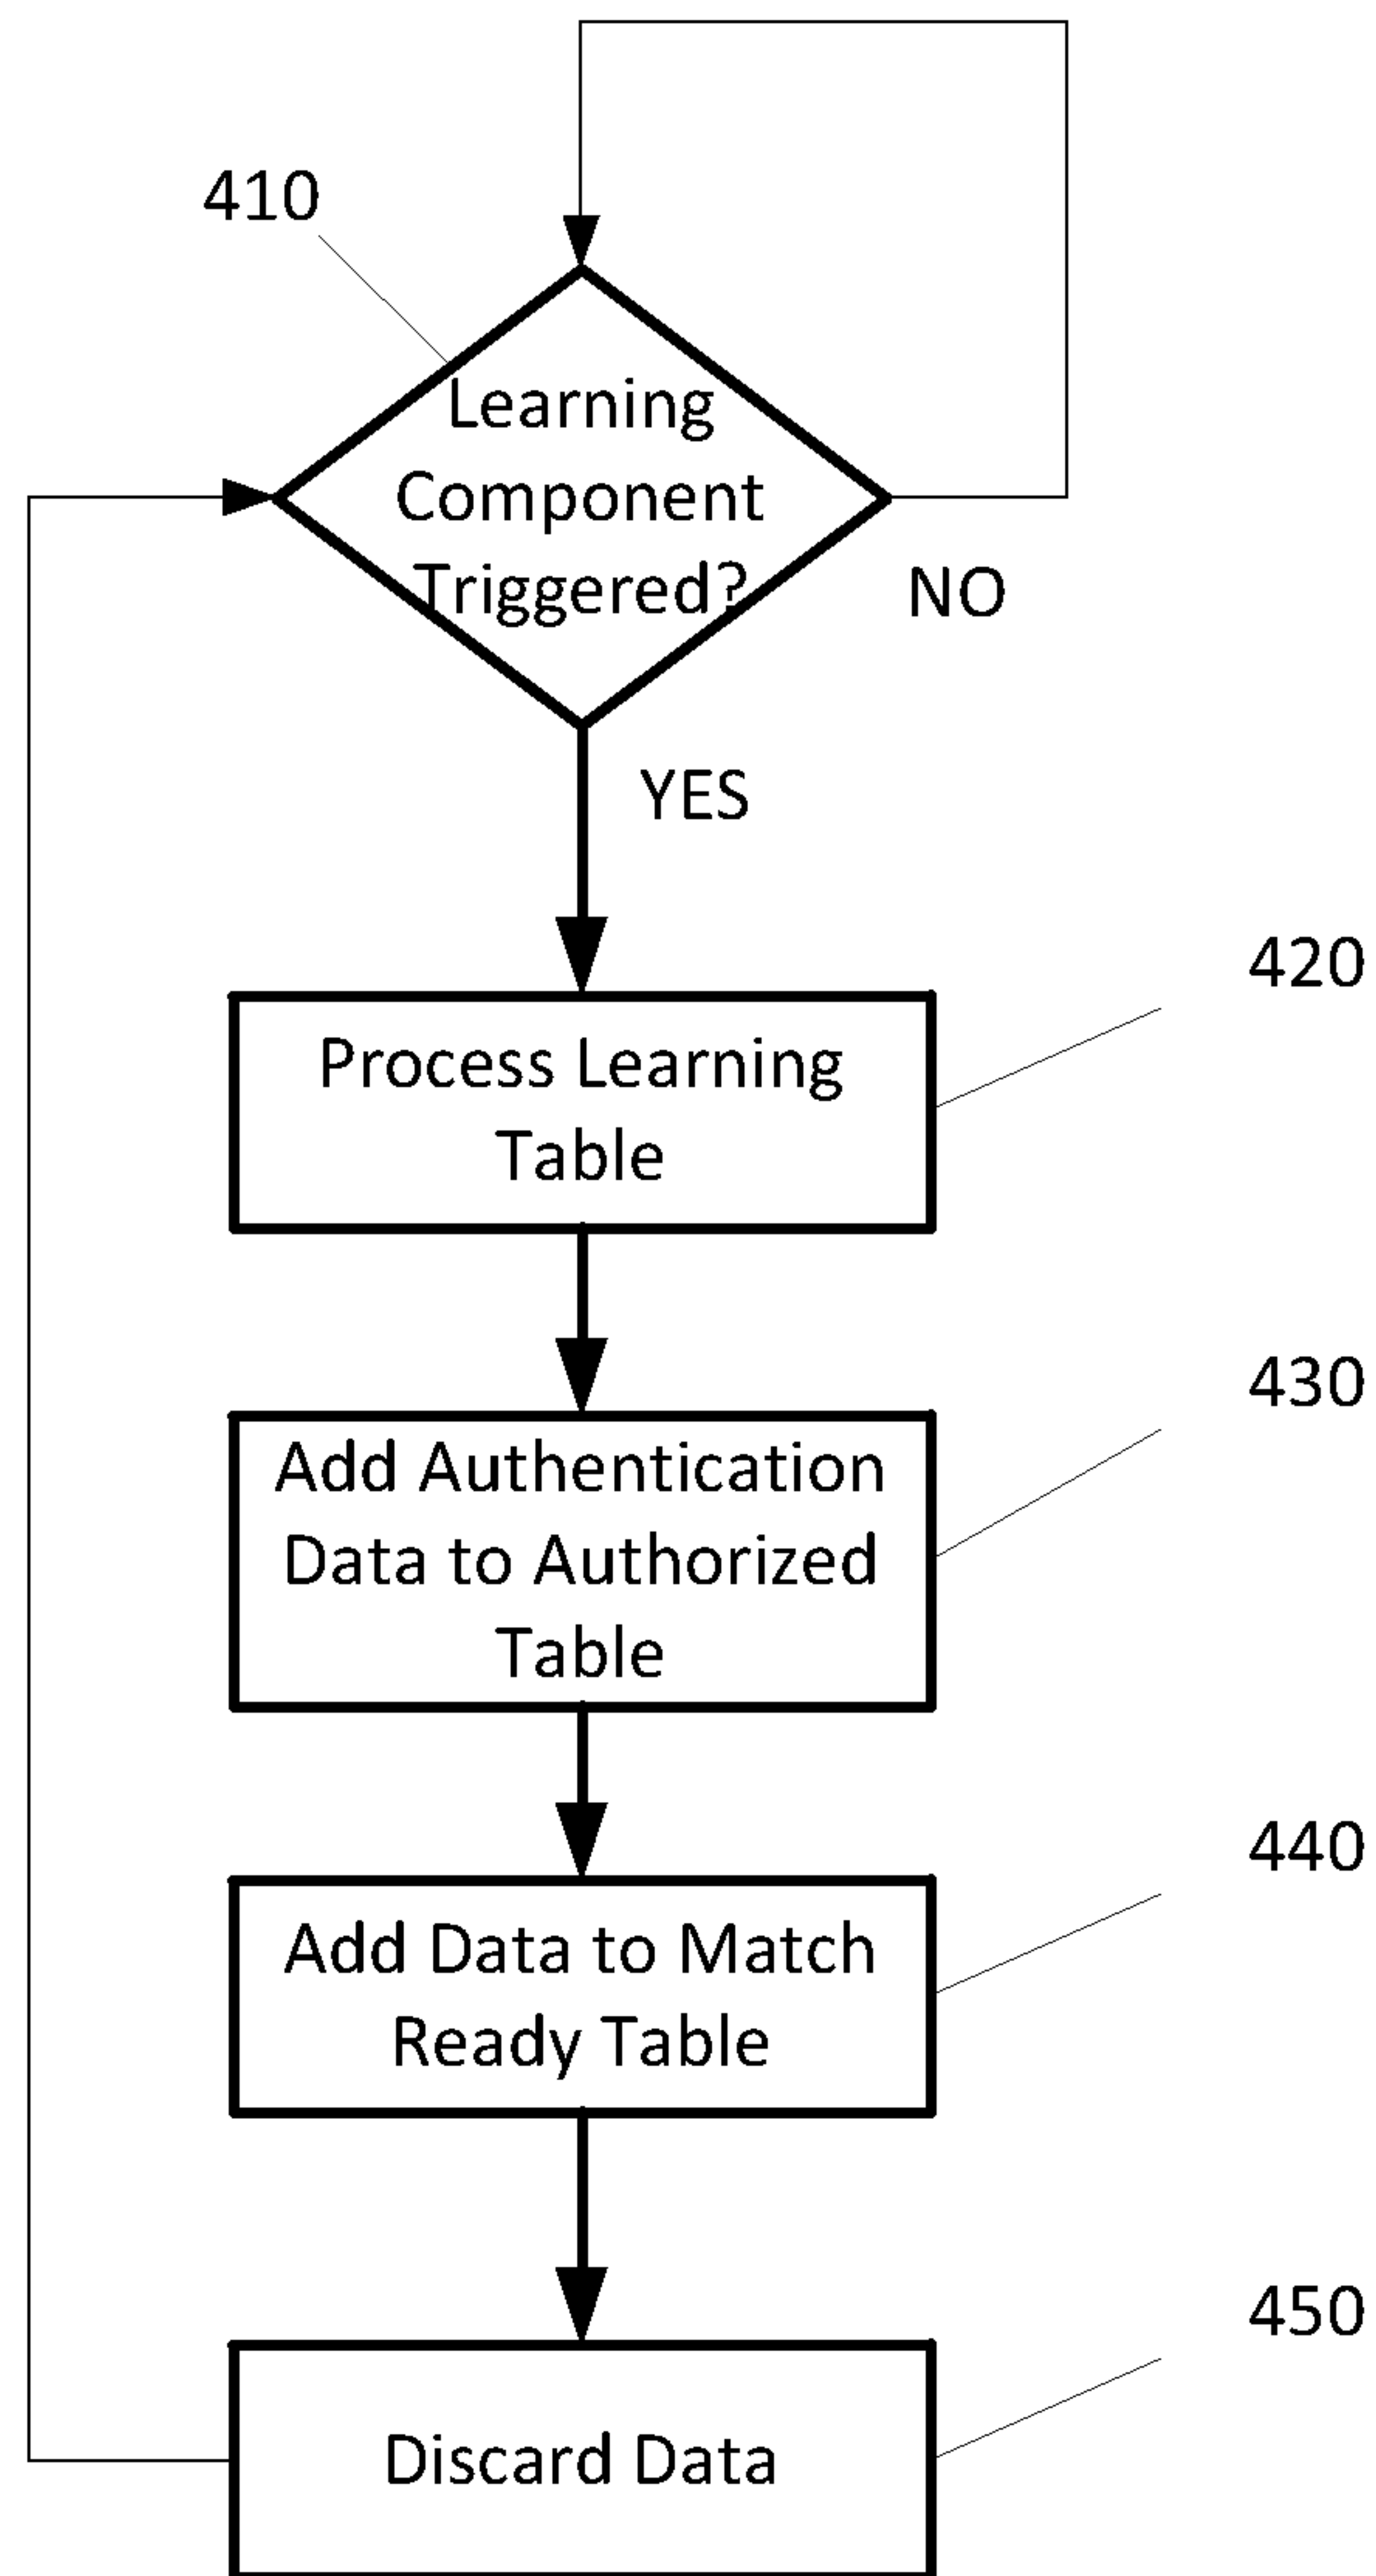 410
Learning
Component
Triggered?
NO
YES
420
Process Learning
Table
430
Add Authentication
Data to Authorized
Table
440
Add Data to Match
Ready Table
450
Discard Data